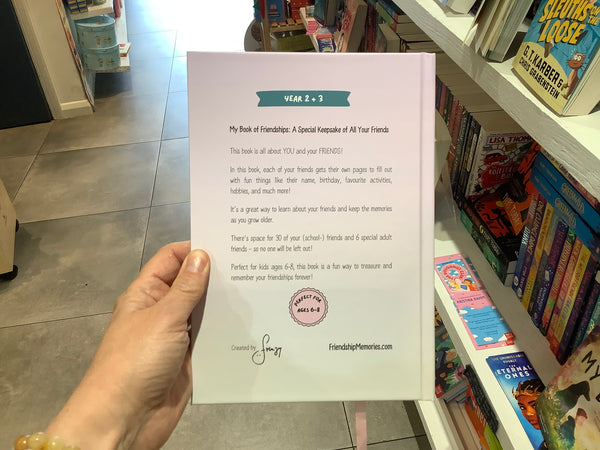 YEAR 2 + 3
My Book of Friendships: A Special Keepsake of All Your Friends
This book is all about YOU and your FRIENDS!
In this book, each of your friends gets their own pages to fill out
with fun things like their name, birthday, favourite activities,
hobbies, and much more!
It's a great way to learn about your friends and keep the memories
as you grow older.
There's space for 30 of your (school-) friends and 6 special adult
friends – so no one will be left out!
Perfect for kids ages 6-8, this book is a fun way to treasure and
remember your friendships forever!
PERFECT FOR
AGES 6-8
Created by
FriendshipMemories.com
SLEUTHS
LOOSE
G.T. KARBER &
CHRIS GRABENSTEIN
LISA THOMPSON
ETERNAL
ONES